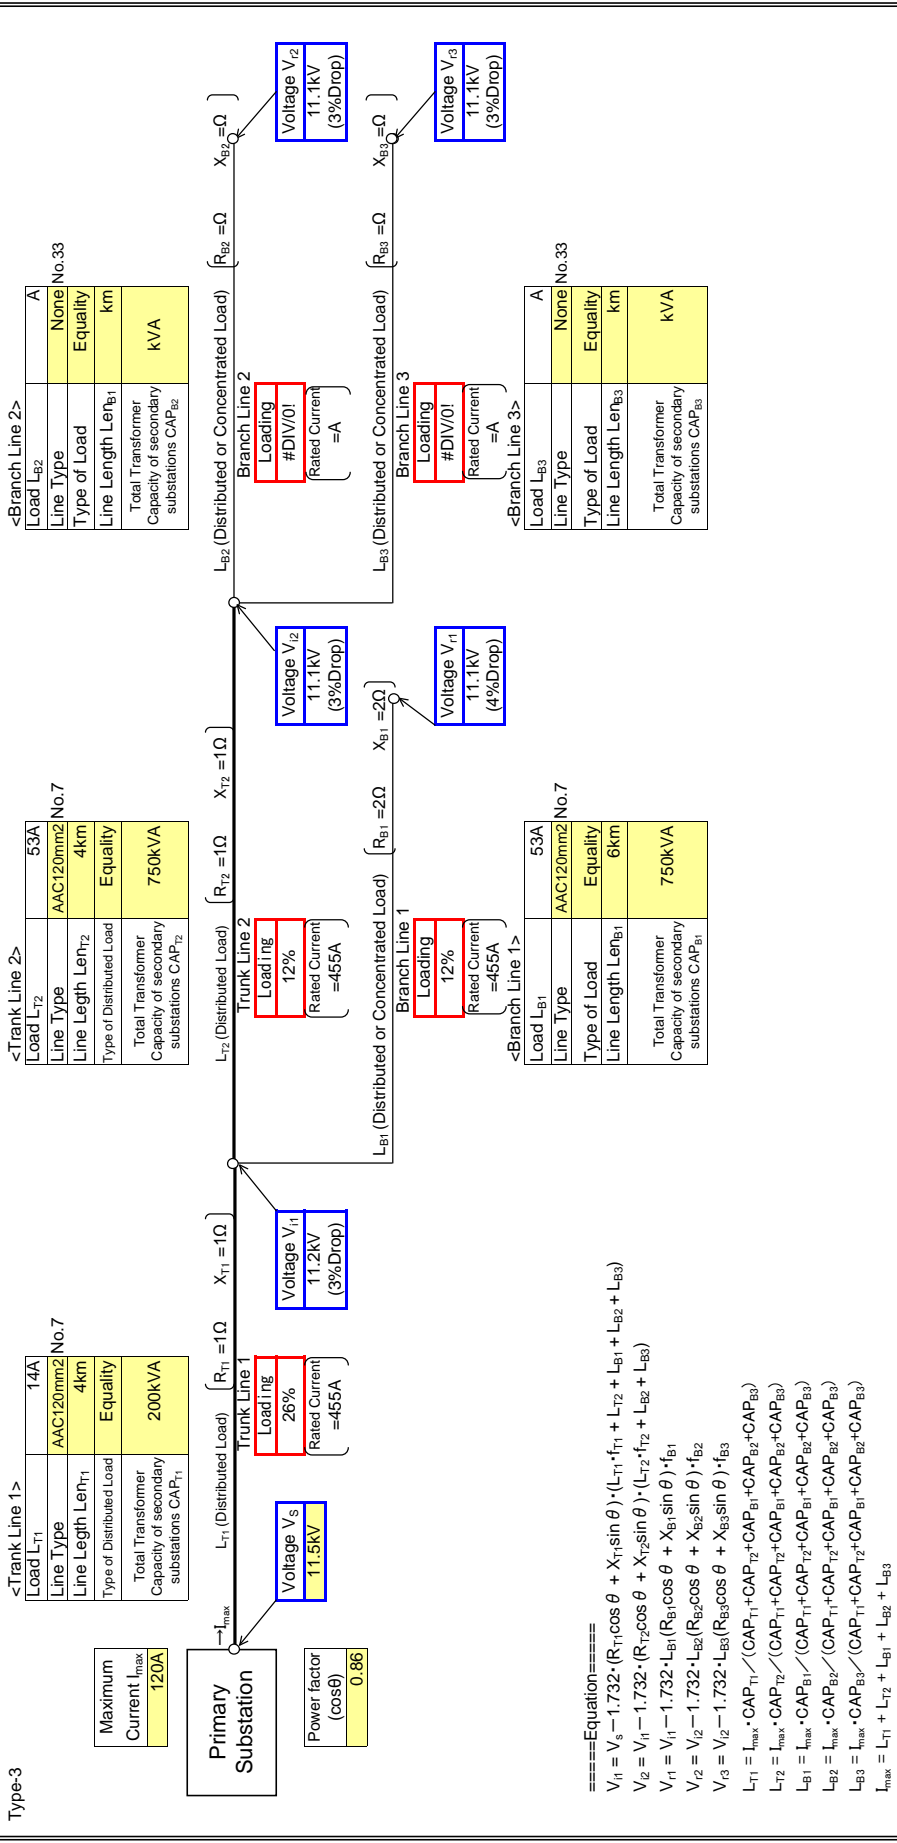 Type-3
Maximum
Current Imax
120A
Primary
Substation
Power factor
(cosθ)
0.86
→Imax
Voltage VS
11.5kV
<Trank Line 1>
Load LT1 14A
Line Type AAC120mm2 No.7
Line Legth LenT1 4km
Type of Distributed Load Equality
Total Transformer
Capacity of secondary
substations CAPT1
200kVA
LT1 (Distributed Load)
RT1 =1Ω XT1 =1Ω
Trunk Line 1
Loading
26%
Rated Current
=455A
Voltage Vi1
11.2kV
(3%Drop)
<Trank Line 2>
Load LT2 53A
Line Type AAC120mm2 No.7
Line Legth LenT2 4km
Type of Distributed Load Equality
Total Transformer
Capacity of secondary
substations CAPT2
750kVA
LT2 (Distributed Load)
RT2 =1Ω XT2 =1Ω
Trunk Line 2
Loading
12%
Rated Current
=455A
Voltage Vi2
11.1kV
(3%Drop)
LB1 (Distributed or Concentrated Load)
RB1 =2Ω XB1 =2Ω
Branch Line 1
Loading
12%
Rated Current
=455A
Voltage Vr1
11.1kV
(4%Drop)
<Branch Line 1>
Load LB1 53A
Line Type AAC120mm2 No.7
Type of Load Equality
Line Length LenB1 6km
Total Transformer
Capacity of secondary
substations CAPB1
750kVA
<Branch Line 2>
Load LB2 A
Line Type None No.33
Type of Load Equality
Line Length LenB1 km
Total Transformer
Capacity of secondary
substations CAPB2
kVA
LB2 (Distributed or Concentrated Load)
RB2 =Ω XB2 =Ω
Branch Line 2
Loading
#DIV/0!
Rated Current
=A
Voltage Vr2
11.1kV
(3%Drop)
LB3 (Distributed or Concentrated Load)
RB3 =Ω XB3 =Ω
Branch Line 3
Loading
#DIV/0!
Rated Current
=A
Voltage Vr3
11.1kV
(3%Drop)
<Branch Line 3>
Load LB3 A
Line Type None No.33
Type of Load Equality
Line Length LenB3 km
Total Transformer
Capacity of secondary
substations CAPB3
kVA
=====Equation=====
Vi1 = Vs－1.732・(RT1cos θ + XT1sin θ)・(LT1・fT1 + LT2 + LB1 + LB2 + LB3)
Vi2 = Vi1－1.732・(RT2cos θ + XT2sin θ)・(LT2・fT2 + LB2 + LB3)
Vr1 = Vi1－1.732・LB1(RB1cos θ + XB1sin θ)・fB1
Vr2 = Vi2－1.732・LB2(RB2cos θ + XB2sin θ)・fB2
Vr3 = Vi2－1.732・LB3(RB3cos θ + XB3sin θ)・fB3
LT1 = Imax・CAPT1／(CAPT1+CAPT2+CAPB1+CAPB2+CAPB3)
LT2 = Imax・CAPT2／(CAPT1+CAPT2+CAPB1+CAPB2+CAPB3)
LB1 = Imax・CAPB1／(CAPT1+CAPT2+CAPB1+CAPB2+CAPB3)
LB2 = Imax・CAPB2／(CAPT1+CAPT2+CAPB1+CAPB2+CAPB3)
LB3 = Imax・CAPB3／(CAPT1+CAPT2+CAPB1+CAPB2+CAPB3)
Imax = LT1 + LT2 + LB1 + LB2 + LB3